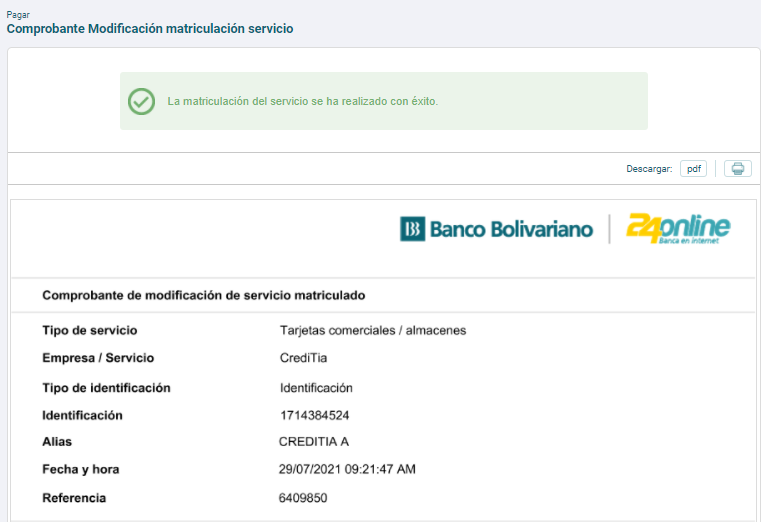 Pagar
Comprobante Modificación matriculación servicio
La matriculación del servicio se ha realizado con éxito.
Descargar: pdf
Banco Bolivariano 24online
Banca en internet
Comprobante de modificación de servicio matriculado
Tipo de servicio Tarjetas comerciales / almacenes
Empresa / Servicio CrediTia
Tipo de identificación Identificación
Identificación 1714384524
Alias CREDITIA A
Fecha y hora 29/07/2021 09:21:47 AM
Referencia 6409850